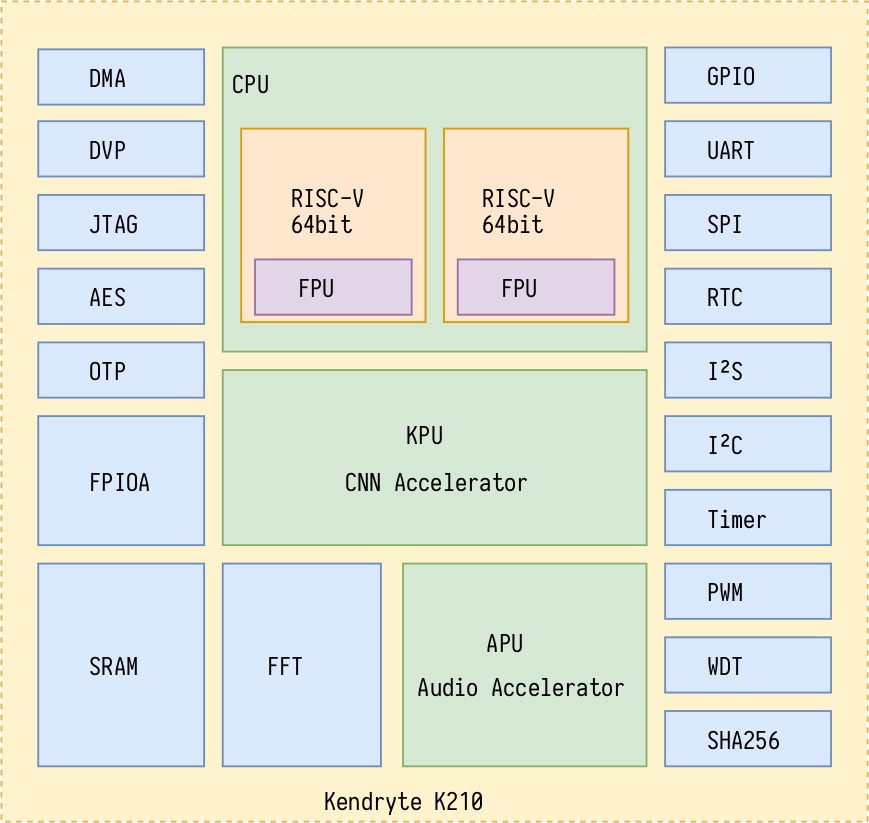 DMA
DVP
JTAG
AES
OTP
FPIOA
SRAM
CPU
RISC-V
64bit
FPU
RISC-V
64bit
FPU
KPU
CNN Accelerator
FFT
APU
Audio Accelerator
GPIO
UART
SPI
RTC
I²S
I²C
Timer
PWM
WDT
SHA256
Kendryte K210